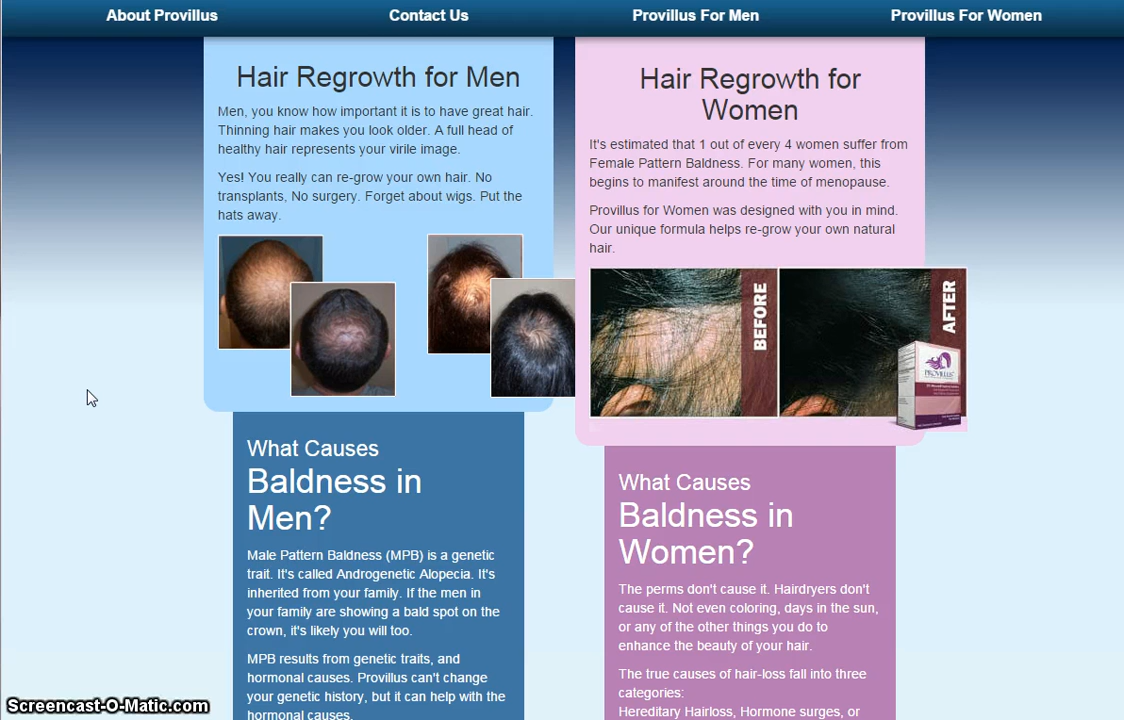 About Provillus
Contact Us
Provillus For Men
Provillus For Women
Hair Regrowth for Men
Men, you know how important it is to have great hair.
Thinning hair makes you look older. A full head of
healthy hair represents your virile image.
Yes! You really can re-grow your own hair. No
transplants, No surgery. Forget about wigs. Put the
hats away.
What Causes
Baldness in
Men?
Male Pattern Baldness (MPB) is a genetic
trait. It's called Androgenetic Alopecia. It's
inherited from your family. If the men in
your family are showing a bald spot on the
crown, it's likely you will too.
MPB results from genetic traits, and
hormonal causes. Provillus can't change
your genetic history, but it can help with the
hormonal causes.
Hair Regrowth for
Women
It's estimated that 1 out of every 4 women suffer from
Female Pattern Baldness. For many women, this
begins to manifest around the time of menopause.
Provillus for Women was designed with you in mind.
Our unique formula helps re-grow your own natural
hair.
BEFORE
AFTER
PROVILLUS
What Causes
Baldness in
Women?
The perms don't cause it. Hairdryers don't
cause it. Not even coloring, days in the sun,
or any of the other things you do to
enhance the beauty of your hair.
The true causes of hair-loss fall into three
categories:
Hereditary Hairloss, Hormone surges, or
Screencast-O-Matic.com